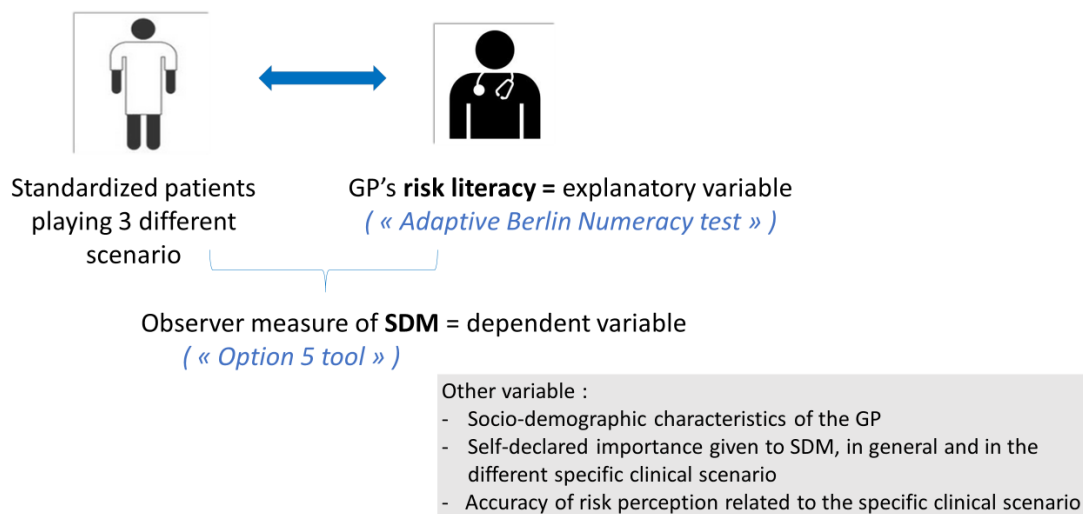 Standardized patients
playing 3 different
scenario
GP's risk literacy = explanatory variable
( « Adaptive Berlin Numeracy test » )
Observer measure of SDM = dependent variable
( « Option 5 tool » )
Other variable :
- Socio-demographic characteristics of the GP
- Self-declared importance given to SDM, in general and in the
different specific clinical scenario
- Accuracy of risk perception related to the specific clinical scenario